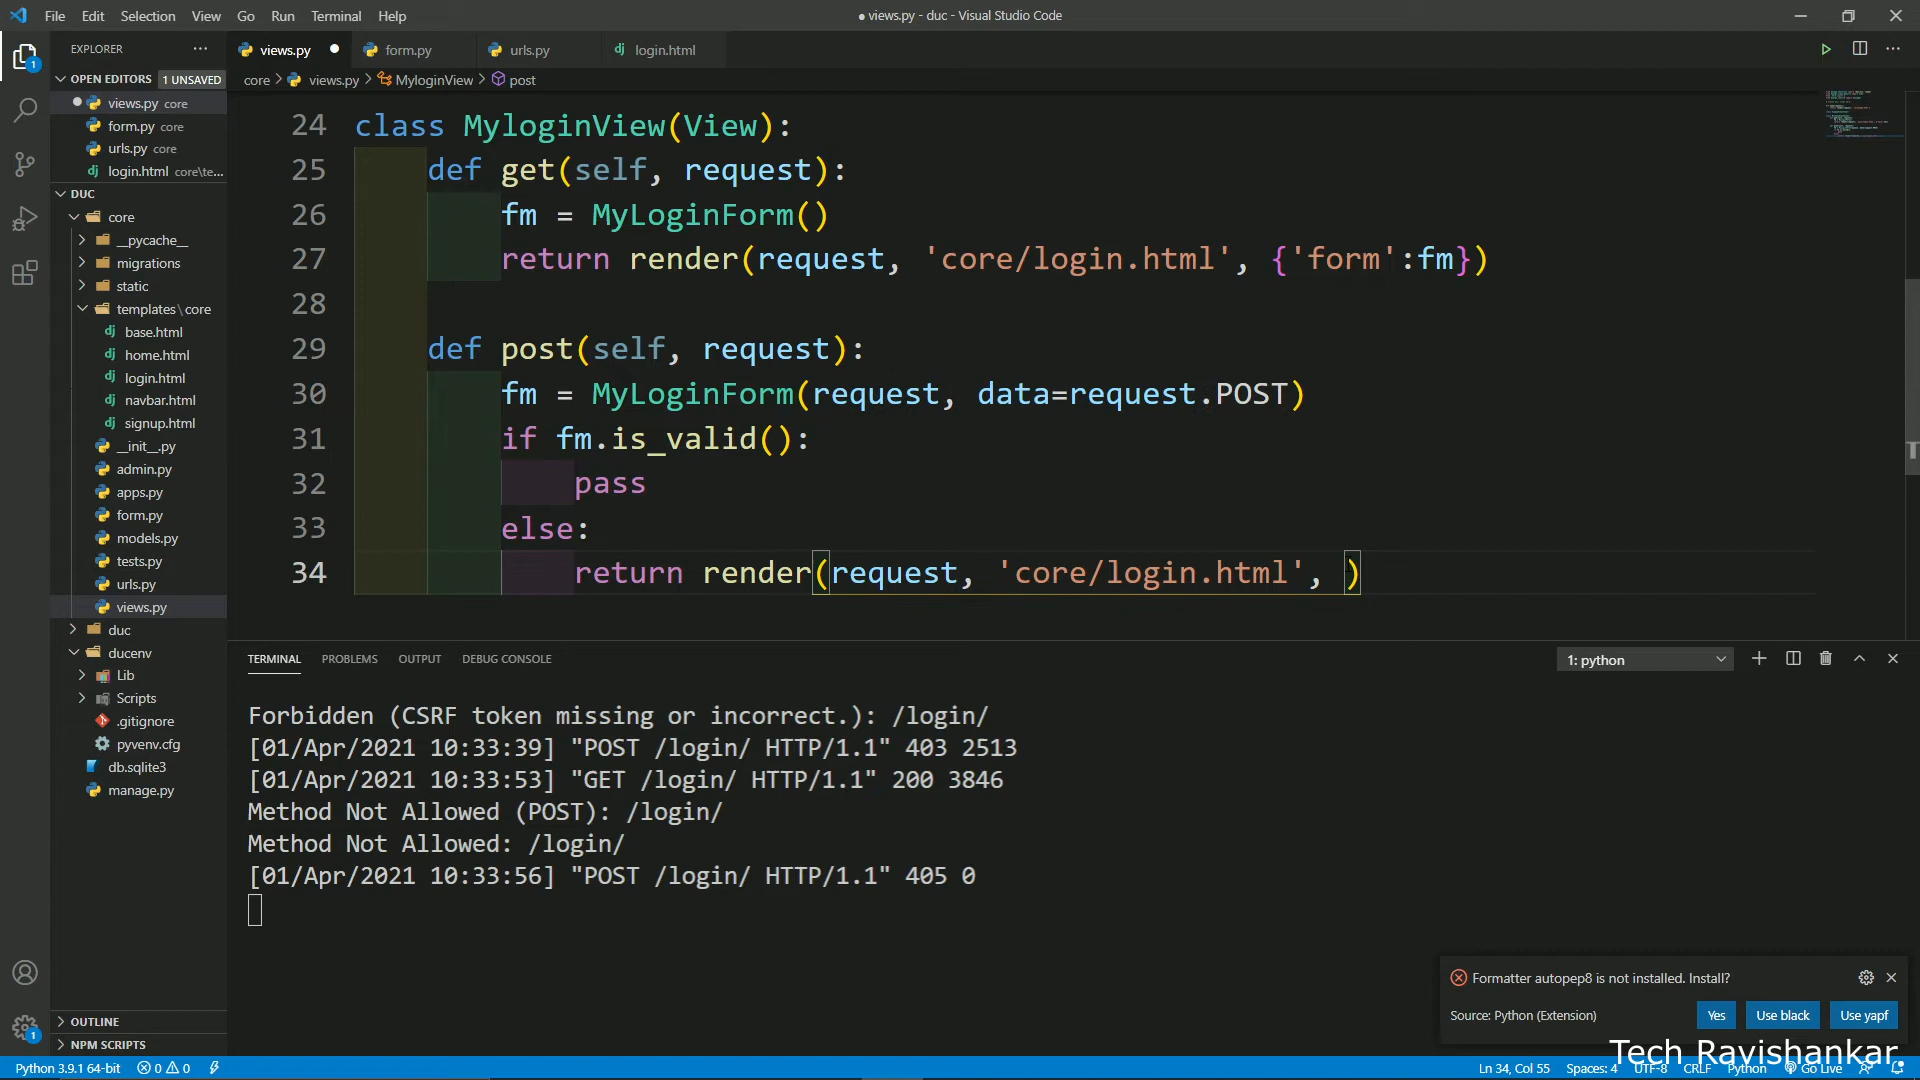 File Edit Selection View Go Run Terminal Help
● views.py - duc - Visual Studio Code
EXPLORER
OPEN EDITORS 1 UNSAVED
views.py core
form.py core
urls.py core
login.html core\te...
DUC
core
__pycache__
migrations
static
templates\core
base.html
home.html
login.html
navbar.html
signup.html
__init__.py
admin.py
apps.py
form.py
models.py
tests.py
urls.py
views.py
duc
ducenv
Lib
Scripts
.gitignore
pyvenv.cfg
db.sqlite3
manage.py
OUTLINE
NPM SCRIPTS
views.py form.py urls.py login.html
core > views.py > MyloginView > post
24 class MyloginView(View):
25 def get(self, request):
26 fm = MyLoginForm()
27 return render(request, 'core/login.html', {'form':fm})
28
29 def post(self, request):
30 fm = MyLoginForm(request, data=request.POST)
31 if fm.is_valid():
32 pass
33 else:
34 return render(request, 'core/login.html', )
TERMINAL PROBLEMS OUTPUT DEBUG CONSOLE
1: python
Forbidden (CSRF token missing or incorrect.): /login/
[01/Apr/2021 10:33:39] "POST /login/ HTTP/1.1" 403 2513
[01/Apr/2021 10:33:53] "GET /login/ HTTP/1.1" 200 3846
Method Not Allowed (POST): /login/
Method Not Allowed: /login/
[01/Apr/2021 10:33:56] "POST /login/ HTTP/1.1" 405 0
Formatter autopep8 is not installed. Install?
Source: Python (Extension) Yes Use black Use yapf
Tech Ravishankar
Python 3.9.1 64-bit 0 0 Ln 34, Col 55 Spaces: 4 UTF-8 CRLF Python Go Live